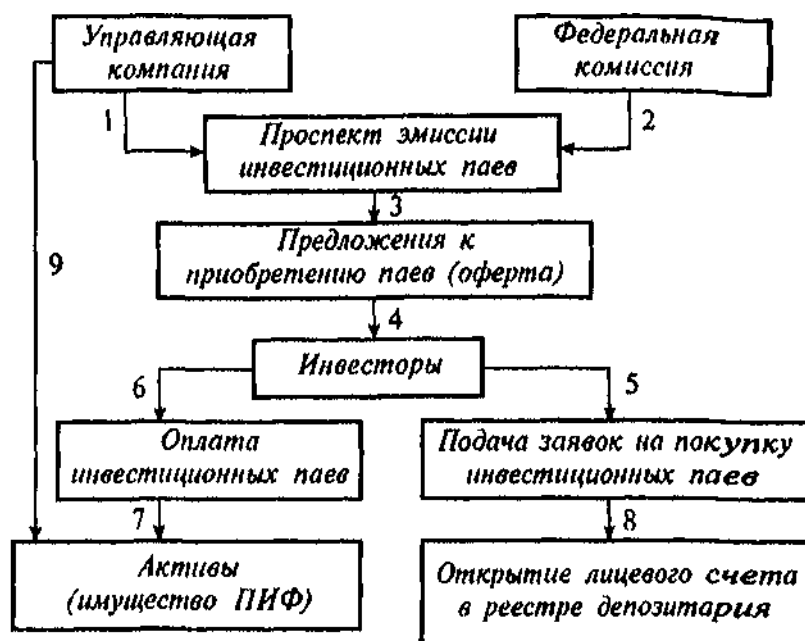 Управляющая
компания
Федеральная
комиссия
1
2
Проспект эмиссии
инвестиционных паев
3
Предложения к
приобретению паев (оферта)
9
4
Инвесторы
6
5
Оплата
инвестиционных паев
Подача заявок на покупку
инвестиционных паев
7
8
Активы
(имущество ПИФ)
Открытие лицевого счета
в реестре депозитария